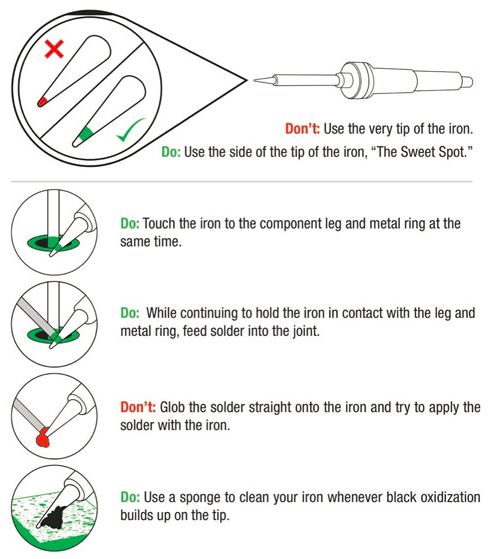 Don't: Use the very tip of the iron.
Do: Use the side of the tip of the iron, “The Sweet Spot.”
Do: Touch the iron to the component leg and metal ring at the
same time.
Do: While continuing to hold the iron in contact with the leg and
metal ring, feed solder into the joint.
Don't: Glob the solder straight onto the iron and try to apply the
solder with the iron.
Do: Use a sponge to clean your iron whenever black oxidization
builds up on the tip.